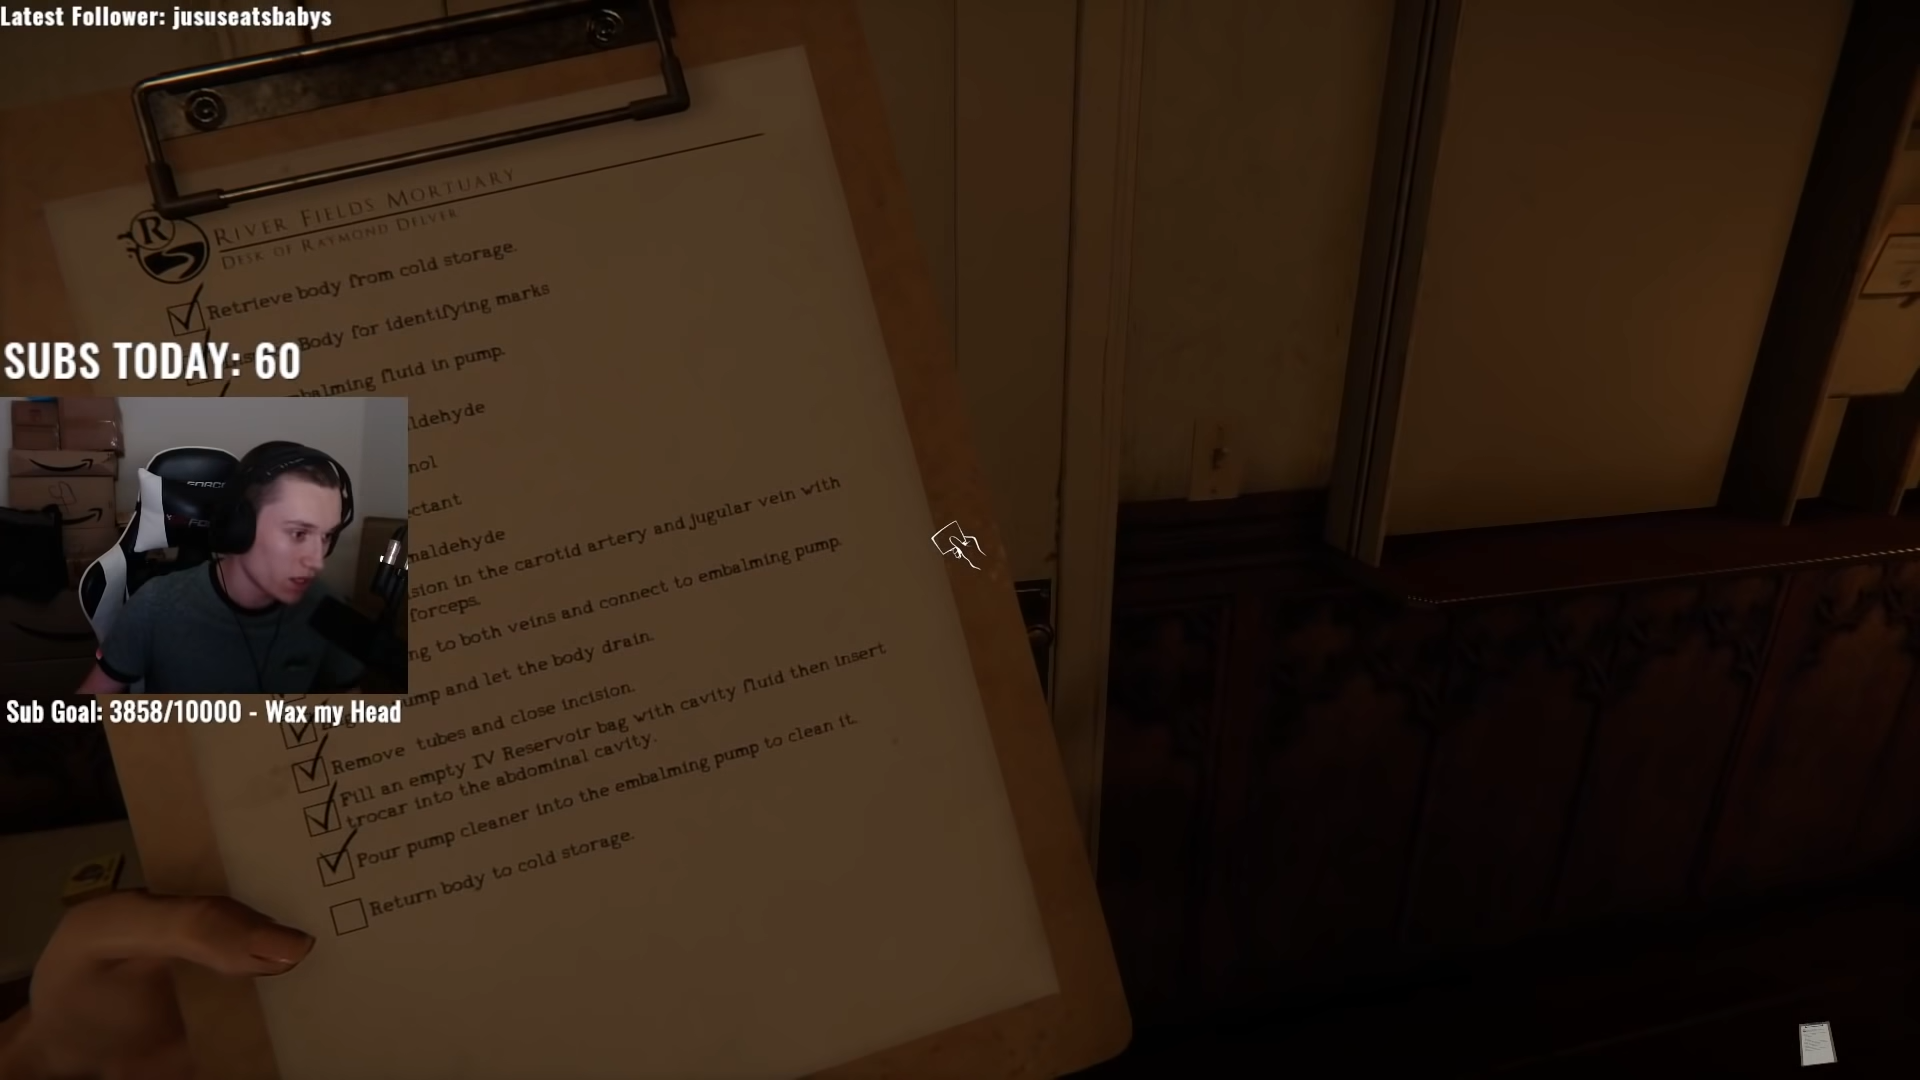 Latest Follower: jususeatsbabys
RIVER FIELDS MORTUARY
DESK OF RAYMOND DELVER
Retrieve body from cold storage.
Body for identifying marks
balming fluid in pump.
ldehyde
nol
ectant
maldehyde
sion in the carotid artery and jugular vein with
forceps.
ng to both veins and connect to embalming pump.
ump and let the body drain.
Remove tubes and close incision.
Fill an empty IV Reservoir bag with cavity fluid then insert
trocar into the abdominal cavity.
Pour pump cleaner into the embalming pump to clean it.
Return body to cold storage.
SUBS TODAY: 60
Sub Goal: 3858/10000 - Wax my Head